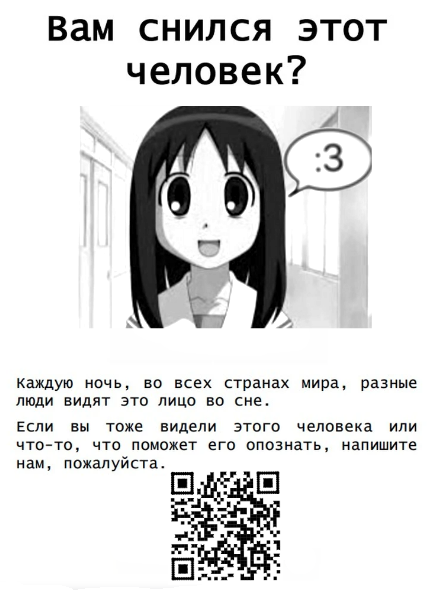 Вам снился этот
человек?
:3
Каждую ночь, во всех странах мира, разные
люди видят это лицо во сне.
Если вы тоже видели этого человека или
что-то, что поможет его опознать, напишите
нам, пожалуйста.